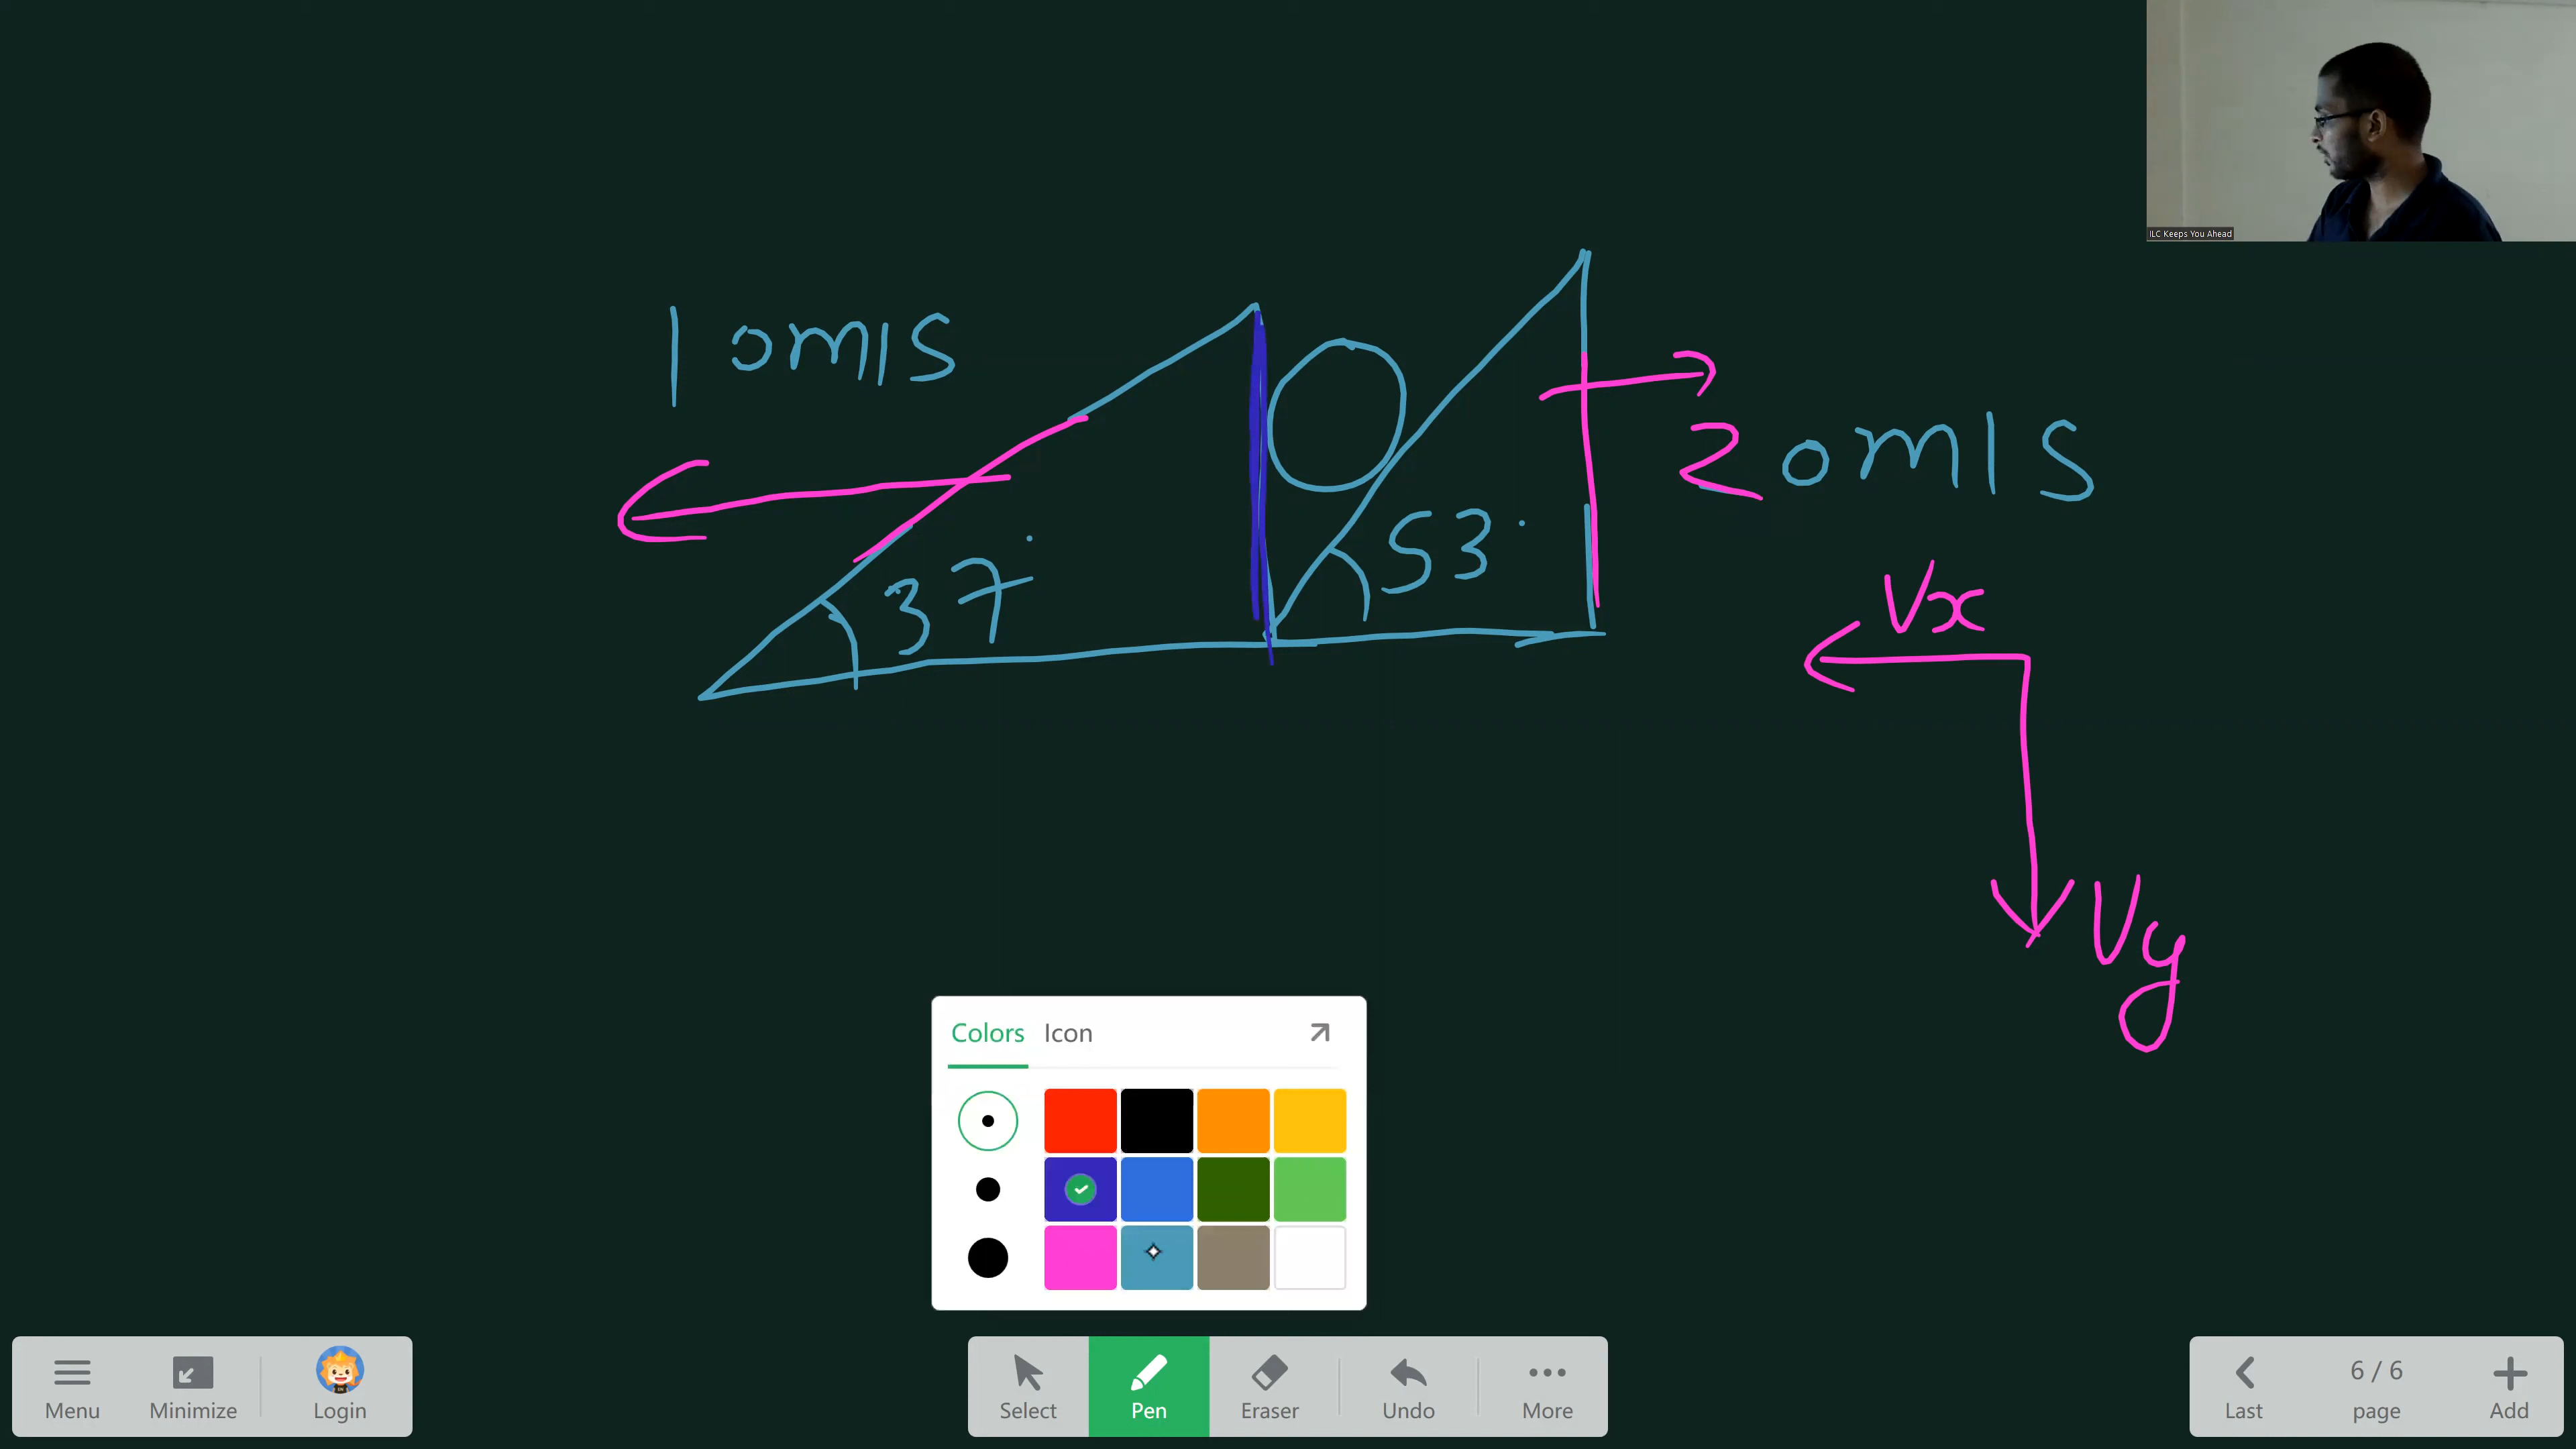 ILC Keeps You Ahead
10m/s
20m/s
37°
53°
Vx
Vy
Colors Icon
Menu Minimize Login
Select Pen Eraser Undo More
Last 6 / 6 page Add